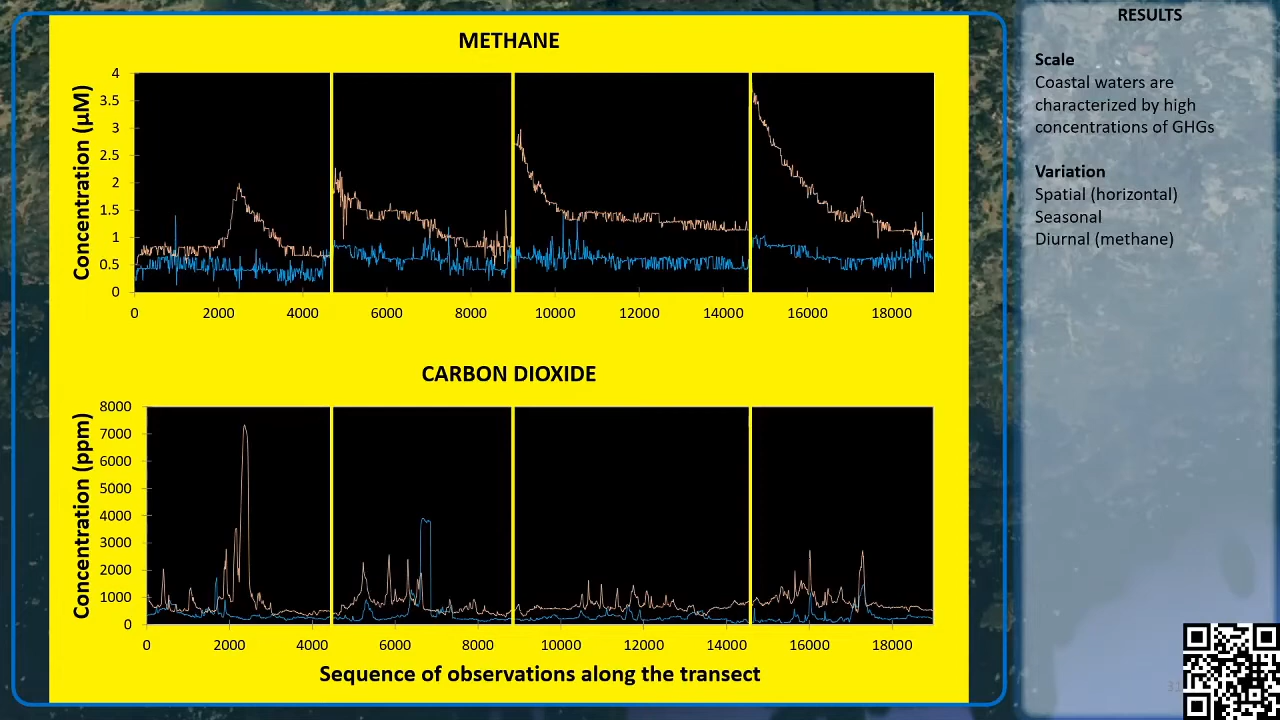 METHANE
Concentration (µM)
4
3.5
3
2.5
2
1.5
1
0.5
0
0 2000 4000 6000 8000 10000 12000 14000 16000 18000
CARBON DIOXIDE
Concentration (ppm)
8000
7000
6000
5000
4000
3000
2000
1000
0
0 2000 4000 6000 8000 10000 12000 14000 16000 18000
Sequence of observations along the transect
RESULTS
Scale
Coastal waters are
characterized by high
concentrations of GHGs
Variation
Spatial (horizontal)
Seasonal
Diurnal (methane)